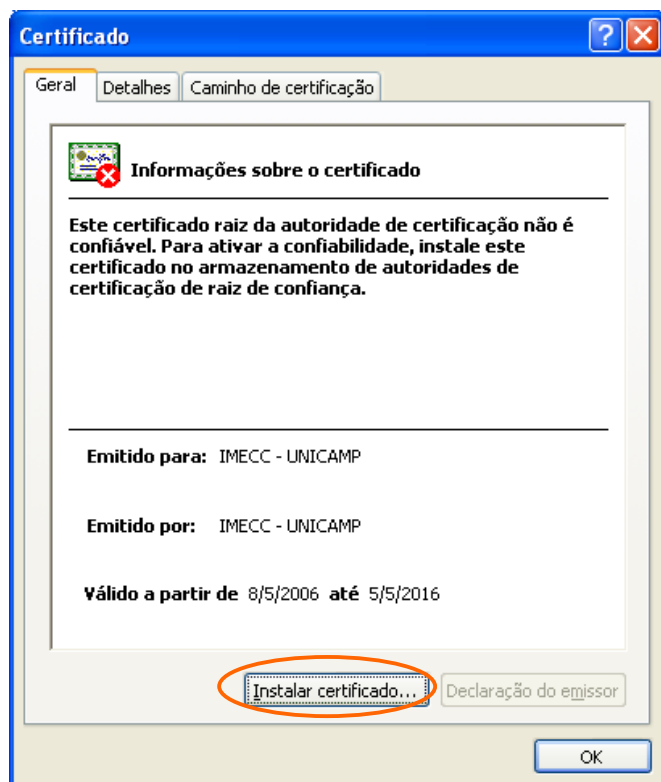 Certificado
Geral Detalhes Caminho de certificação
Informações sobre o certificado
Este certificado raiz da autoridade de certificação não é
confiável. Para ativar a confiabilidade, instale este
certificado no armazenamento de autoridades de
certificação de raiz de confiança.
Emitido para: IMECC - UNICAMP
Emitido por: IMECC - UNICAMP
Válido a partir de 8/5/2006 até 5/5/2016
Instalar certificado... Declaração do emissor
OK